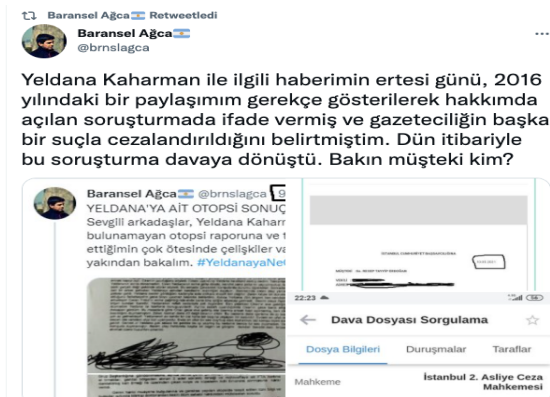 Baransel Ağca Retweetledi
Baransel Ağca
@brnslagca
Yeldana Kaharman ile ilgili haberimin ertesi günü, 2016
yılındaki bir paylaşımım gerekçe gösterilerek hakkımda
açılan soruşturmada ifade vermiş ve gazeteciliğin başka
bir suçla cezalandırıldığını belirtmiştim. Dün itibariyle
bu soruşturma davaya dönüştü. Bakın müşteki kim?
Baransel Ağca @brnslagca 9
YELDANA'YA AİT OTOPSİ SONUÇ
Sevgili arkadaşlar, Yeldana Kahar
bulunamayan otopsi raporuna ve t
ettiğimin çok ötesinde çelişkiler va
yakından bakalım. #YeldanayaNe
22:23
Dava Dosyası Sorgulama
Dosya Bilgileri Duruşmalar Taraflar
Mahkeme İstanbul 2. Asliye Ceza
Mahkemesi